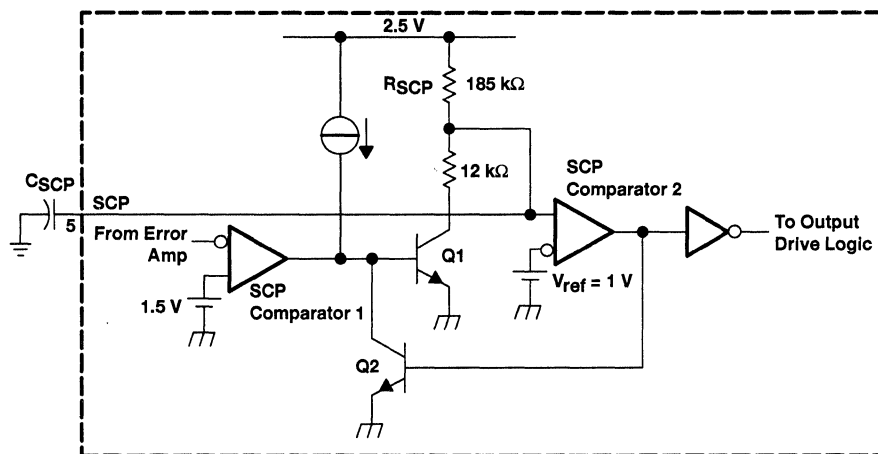 2.5 V
RSCP 185 kΩ
12 kΩ
CSCP
SCP
5
From Error
Amp
SCP
Comparator 2
To Output
Drive Logic
Q1
Vref = 1 V
1.5 V
SCP
Comparator 1
Q2